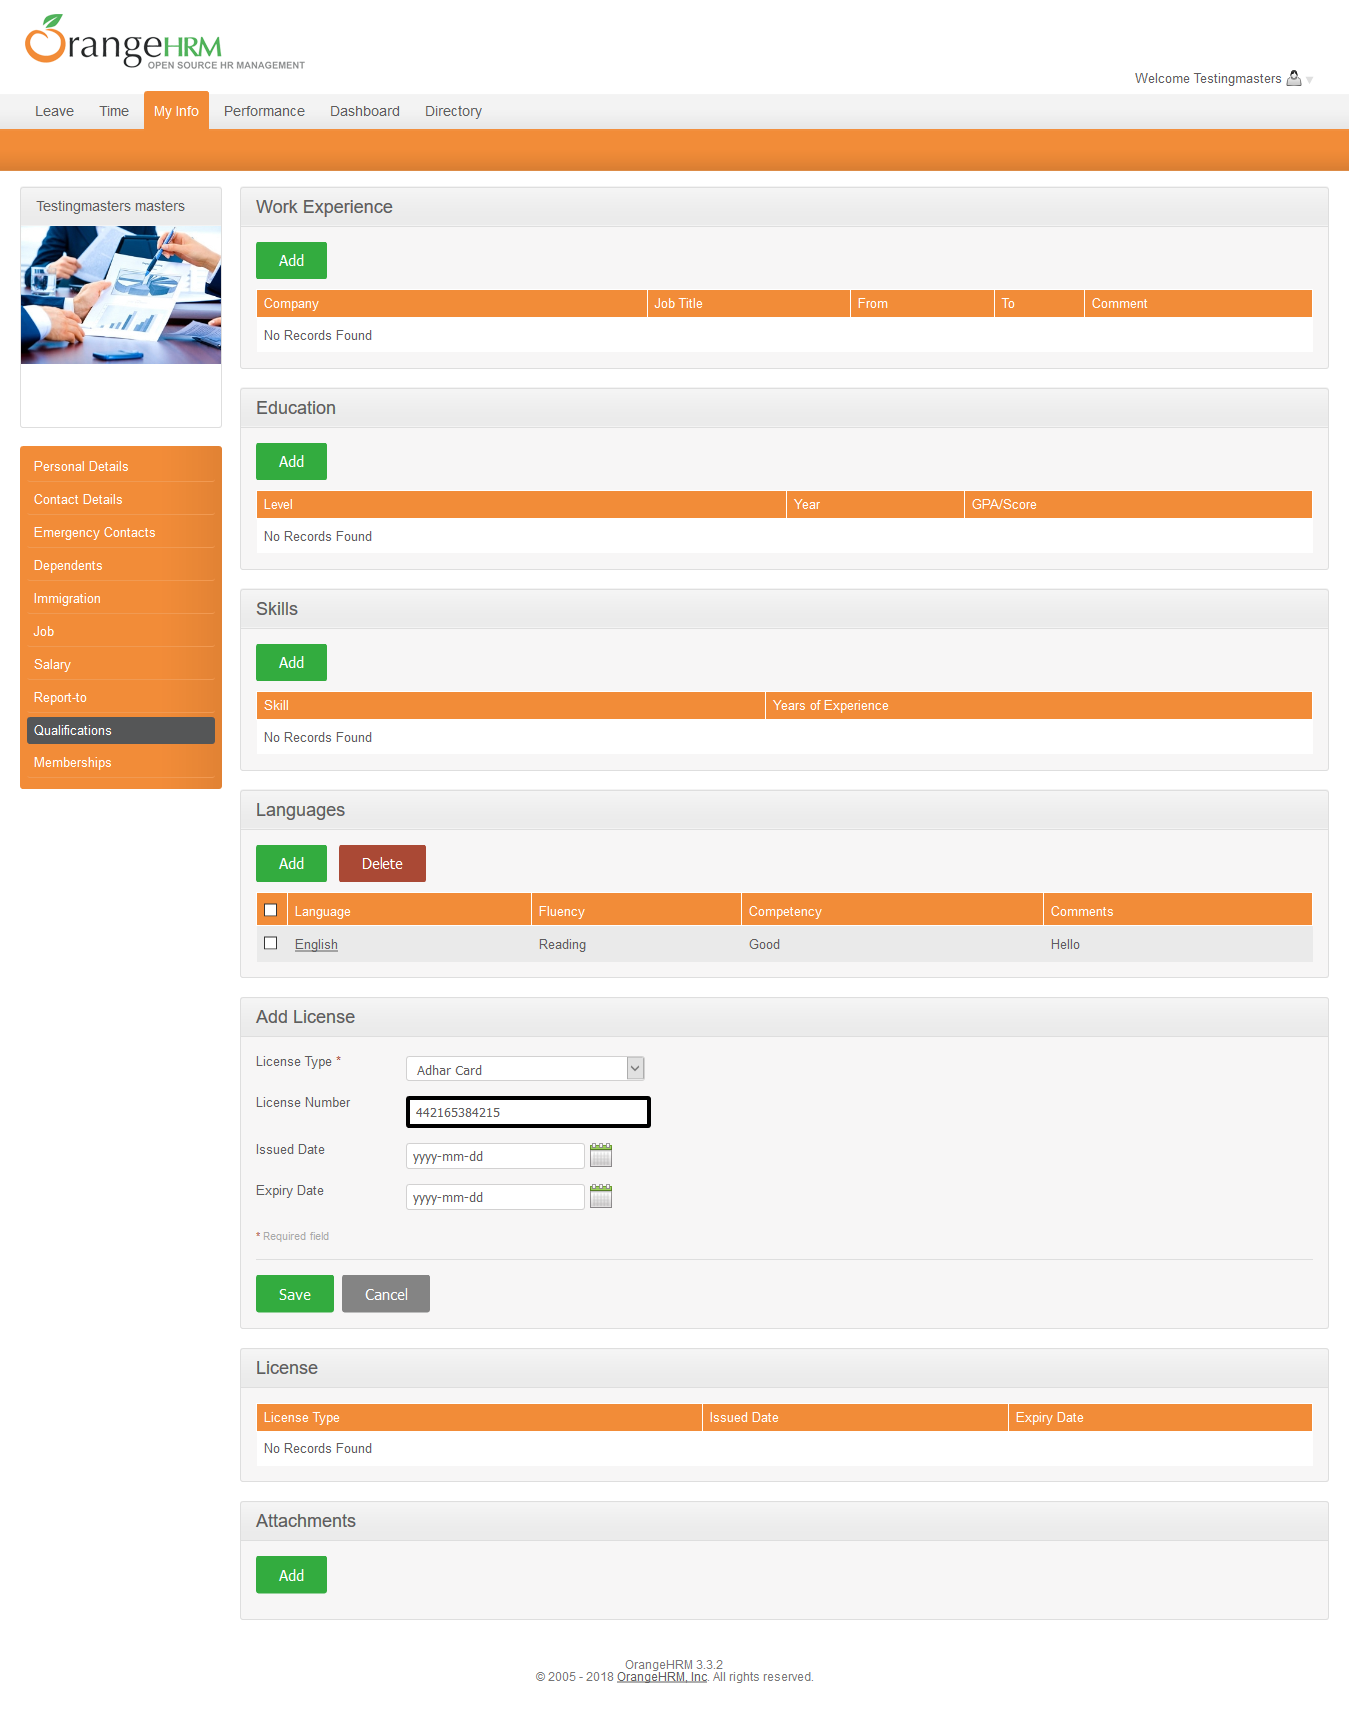 OrangeHRM
OPEN SOURCE HR MANAGEMENT
Welcome Testingmasters
Leave Time My Info Performance Dashboard Directory
Testingmasters masters
Personal Details
Contact Details
Emergency Contacts
Dependents
Immigration
Job
Salary
Report-to
Qualifications
Memberships
Work Experience
Add
Company Job Title From To Comment
No Records Found
Education
Add
Level Year GPA/Score
No Records Found
Skills
Add
Skill Years of Experience
No Records Found
Languages
Add Delete
Language Fluency Competency Comments
English Reading Good Hello
Add License
License Type * Adhar Card
License Number 442165384215
Issued Date yyyy-mm-dd
Expiry Date yyyy-mm-dd
* Required field
Save Cancel
License
License Type Issued Date Expiry Date
No Records Found
Attachments
Add
OrangeHRM 3.3.2
© 2005 - 2018 OrangeHRM, Inc. All rights reserved.